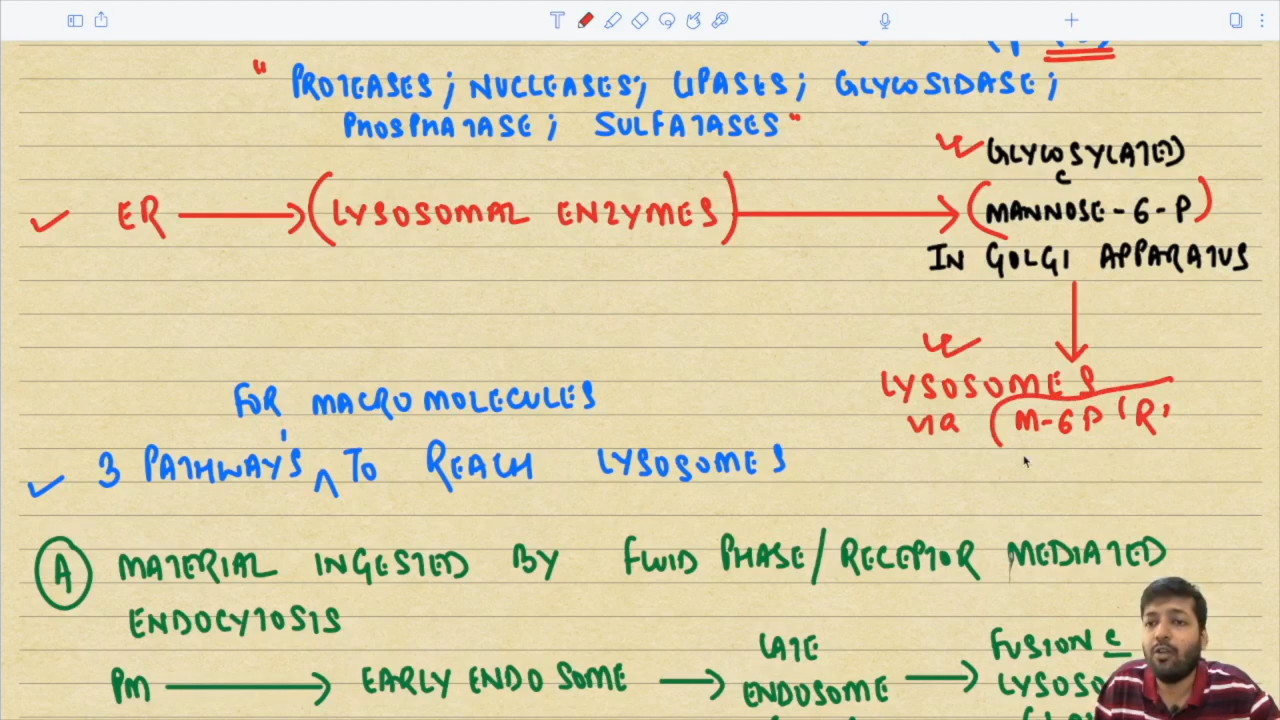 " PROTEASES ; NUCLEASES ; LIPASES ; GLYCOSIDASE ;
PHOSPHATASE ; SULFATASES "
GLYCOSYLATED
c
ER → (LYSOSOMAL ENZYMES) → (MANNOSE-6-P)
IN GOLGI APPARATUS
LYSOSOMES
via (M-6P 'R'
FOR MACROMOLECULES
3 PATHWAYS ^ TO REACH LYSOSOMES
A MATERIAL INGESTED BY FLUID PHASE/RECEPTOR MEDIATED
ENDOCYTOSIS
PM → EARLY ENDOSOME → LATE ENDOSOME → FUSION c